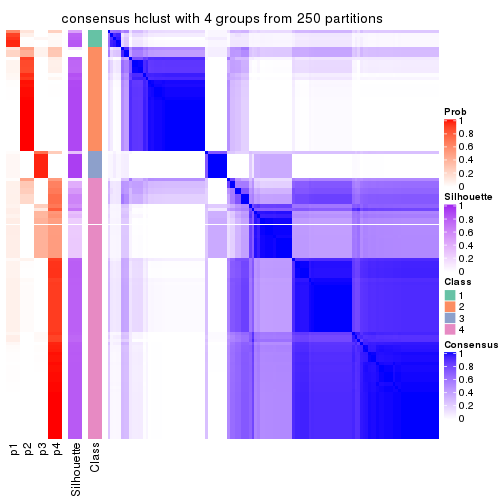 consensus hclust with 4 groups from 250 partitions
Prob
1
0.8
0.6
0.4
0.2
0
Silhouette
1
0.8
0.6
0.4
0.2
0
Class
1
2
3
4
Consensus
1
0.8
0.6
0.4
0.2
0
p1
p2
p3
p4
Silhouette
Class